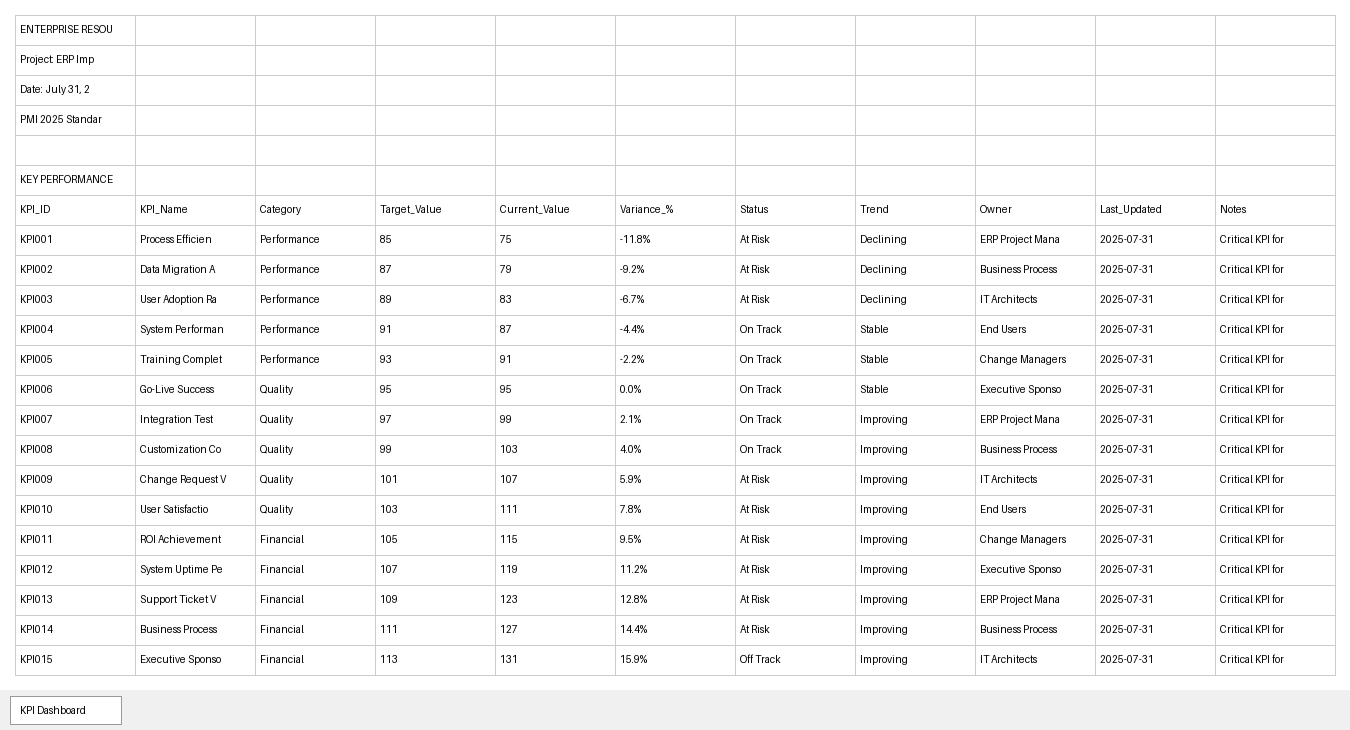 ENTERPRISE RESOU
Project: ERP Imp
Date: July 31, 2
PMI 2025 Standar
KEY PERFORMANCE
KPI_ID KPI_Name Category Target_Value Current_Value Variance_% Status Trend Owner Last_Updated Notes
KPI001 Process Efficien Performance 85 75 -11.8% At Risk Declining ERP Project Mana 2025-07-31 Critical KPI for
KPI002 Data Migration A Performance 87 79 -9.2% At Risk Declining Business Process 2025-07-31 Critical KPI for
KPI003 User Adoption Ra Performance 89 83 -6.7% At Risk Declining IT Architects 2025-07-31 Critical KPI for
KPI004 System Performan Performance 91 87 -4.4% On Track Stable End Users 2025-07-31 Critical KPI for
KPI005 Training Complet Performance 93 91 -2.2% On Track Stable Change Managers 2025-07-31 Critical KPI for
KPI006 Go-Live Success Quality 95 95 0.0% On Track Stable Executive Sponso 2025-07-31 Critical KPI for
KPI007 Integration Test Quality 97 99 2.1% On Track Improving ERP Project Mana 2025-07-31 Critical KPI for
KPI008 Customization Co Quality 99 103 4.0% On Track Improving Business Process 2025-07-31 Critical KPI for
KPI009 Change Request V Quality 101 107 5.9% At Risk Improving IT Architects 2025-07-31 Critical KPI for
KPI010 User Satisfactio Quality 103 111 7.8% At Risk Improving End Users 2025-07-31 Critical KPI for
KPI011 ROI Achievement Financial 105 115 9.5% At Risk Improving Change Managers 2025-07-31 Critical KPI for
KPI012 System Uptime Pe Financial 107 119 11.2% At Risk Improving Executive Sponso 2025-07-31 Critical KPI for
KPI013 Support Ticket V Financial 109 123 12.8% At Risk Improving ERP Project Mana 2025-07-31 Critical KPI for
KPI014 Business Process Financial 111 127 14.4% At Risk Improving Business Process 2025-07-31 Critical KPI for
KPI015 Executive Sponso Financial 113 131 15.9% Off Track Improving IT Architects 2025-07-31 Critical KPI for
KPI Dashboard